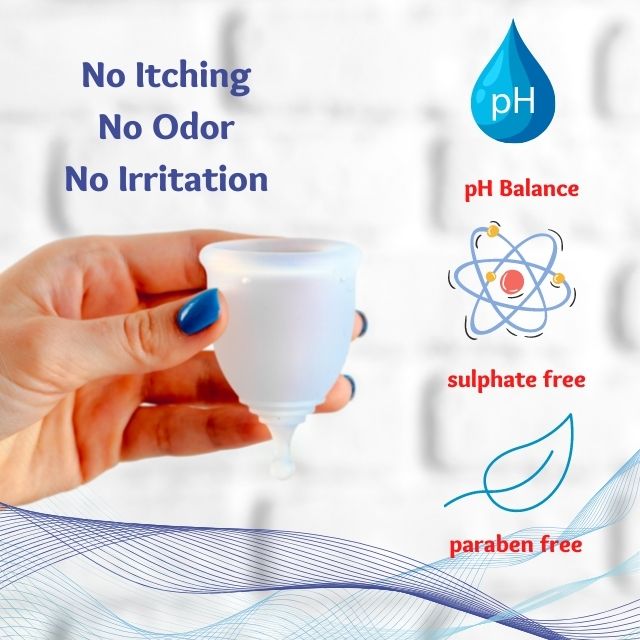 No Itching
No Odor
No Irritation
pH
pH Balance
sulphate free
paraben free